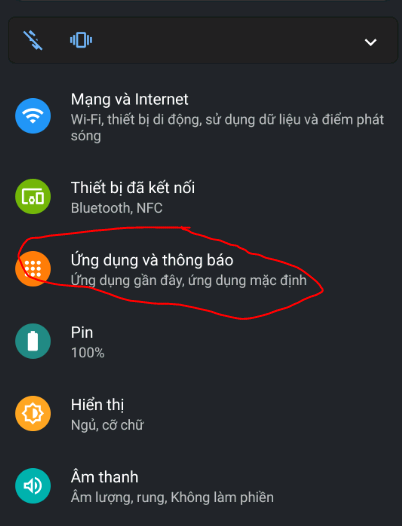 Mạng và Internet
Wi-Fi, thiết bị di động, sử dụng dữ liệu và điểm phát
sóng
Thiết bị đã kết nối
Bluetooth, NFC
Ứng dụng và thông báo
Ứng dụng gần đây, ứng dụng mặc định
Pin
100%
Hiển thị
Ngủ, cỡ chữ
Âm thanh
Âm lượng, rung, Không làm phiền